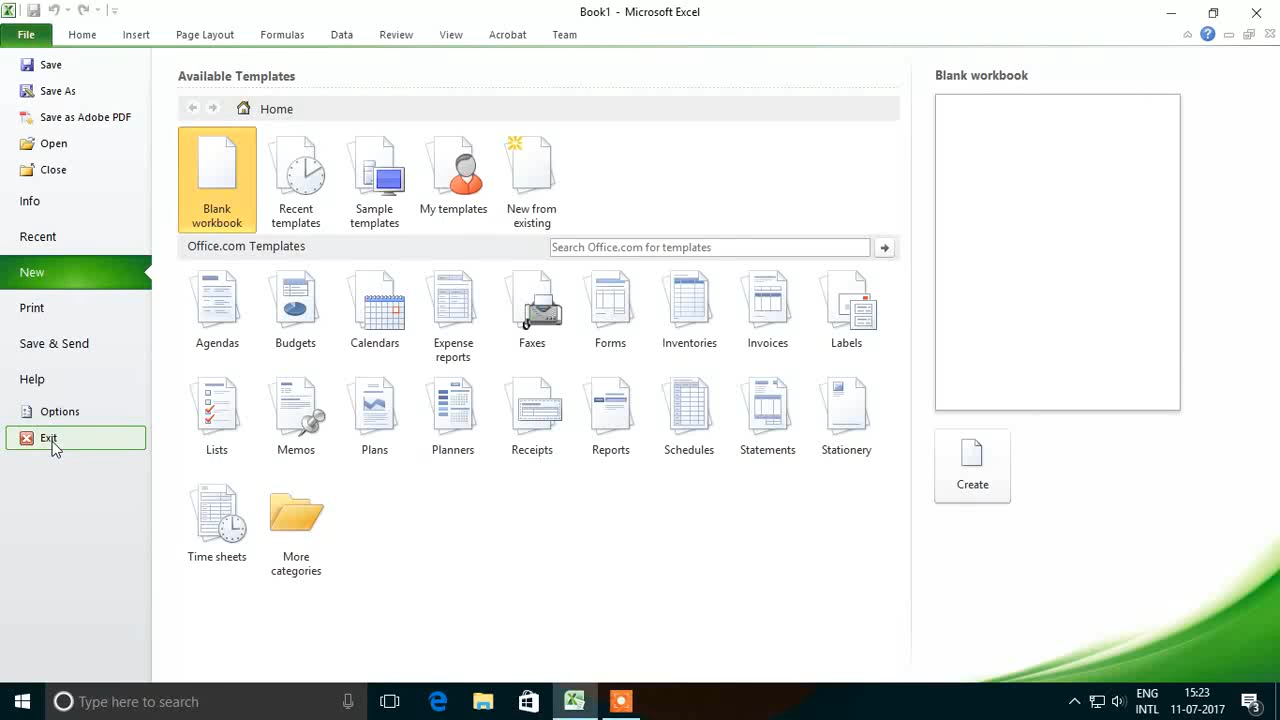 Book1 - Microsoft Excel
File Home Insert Page Layout Formulas Data Review View Acrobat Team
Save
Save As
Save as Adobe PDF
Open
Close
Info
Recent
New
Print
Save & Send
Help
Options
Exit
Available Templates
Home
Blank workbook
Recent templates
Sample templates
My templates
New from existing
Office.com Templates
Search Office.com for templates
Agendas
Budgets
Calendars
Expense reports
Faxes
Forms
Inventories
Invoices
Labels
Lists
Memos
Plans
Planners
Receipts
Reports
Schedules
Statements
Stationery
Time sheets
More categories
Blank workbook
Create
Type here to search
ENG
INTL
15:23
11-07-2017
3